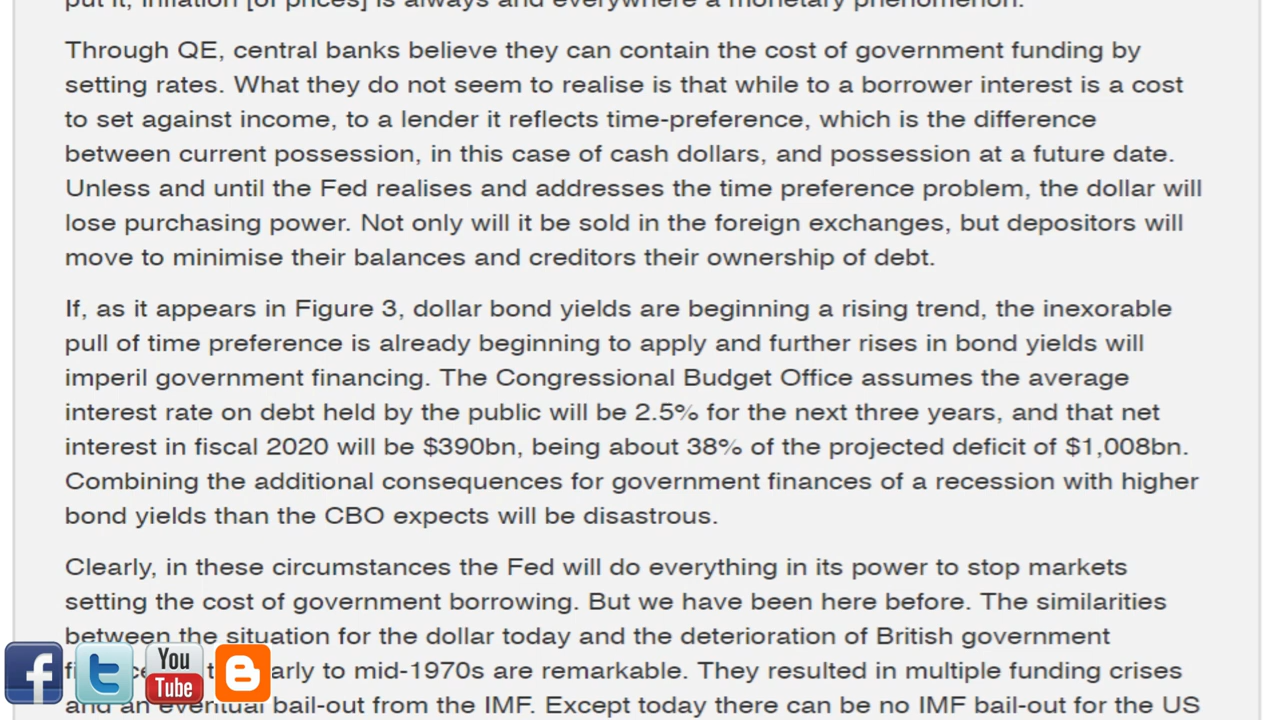 put it, inflation [of prices] is always and everywhere a monetary phenomenon.
Through QE, central banks believe they can contain the cost of government funding by
setting rates. What they do not seem to realise is that while to a borrower interest is a cost
to set against income, to a lender it reflects time-preference, which is the difference
between current possession, in this case of cash dollars, and possession at a future date.
Unless and until the Fed realises and addresses the time preference problem, the dollar will
lose purchasing power. Not only will it be sold in the foreign exchanges, but depositors will
move to minimise their balances and creditors their ownership of debt.
If, as it appears in Figure 3, dollar bond yields are beginning a rising trend, the inexorable
pull of time preference is already beginning to apply and further rises in bond yields will
imperil government financing. The Congressional Budget Office assumes the average
interest rate on debt held by the public will be 2.5% for the next three years, and that net
interest in fiscal 2020 will be $390bn, being about 38% of the projected deficit of $1,008bn.
Combining the additional consequences for government finances of a recession with higher
bond yields than the CBO expects will be disastrous.
Clearly, in these circumstances the Fed will do everything in its power to stop markets
setting the cost of government borrowing. But we have been here before. The similarities
between the situation for the dollar today and the deterioration of British government
to mid-1970s are remarkable. They resulted in multiple funding crises
and an eventual bail-out from the IMF. Except today there can be no IMF bail-out for the US
You
Tube